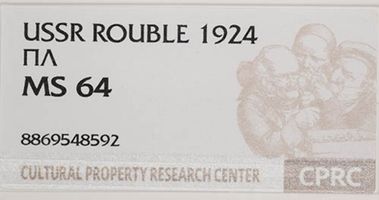 USSR ROUBLE 1924
ПЛ
MS 64
8869548592
CULTURAL PROPERTY RESEARCH CENTER CPRC